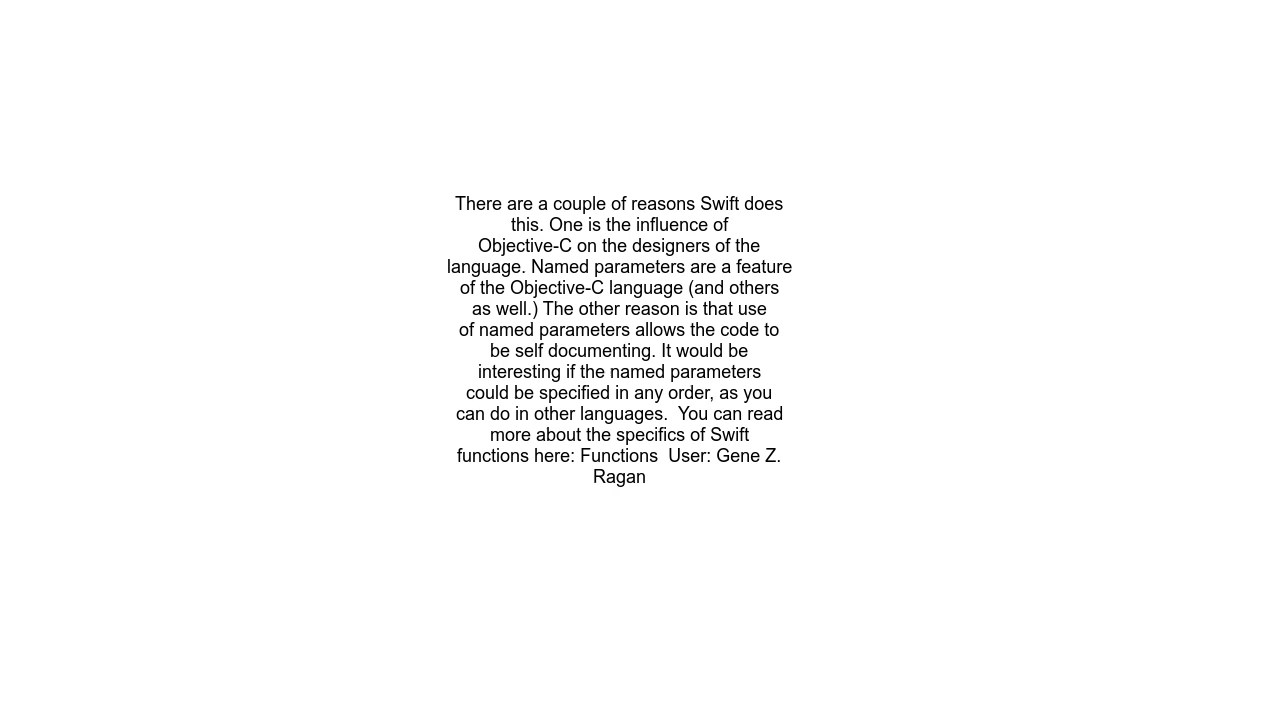 There are a couple of reasons Swift does
this. One is the influence of
Objective-C on the designers of the
language. Named parameters are a feature
of the Objective-C language (and others
as well.) The other reason is that use
of named parameters allows the code to
be self documenting. It would be
interesting if the named parameters
could be specified in any order, as you
can do in other languages.  You can read
more about the specifics of Swift
functions here: Functions  User: Gene Z.
Ragan